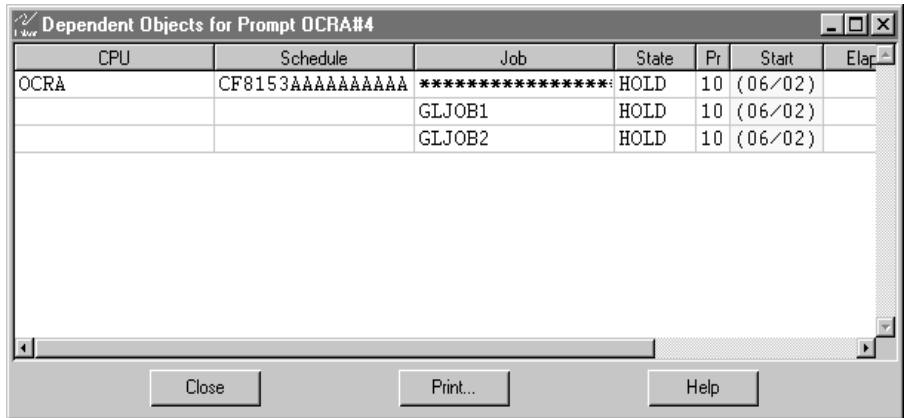 Dependent Objects for Prompt OCRA#4
CPU Schedule Job State Pr Start Elap
OCRA CF8153AAAAAAAAAA **************** HOLD 10 (06/02)
GLJOB1 HOLD 10 (06/02)
GLJOB2 HOLD 10 (06/02)
Close Print... Help